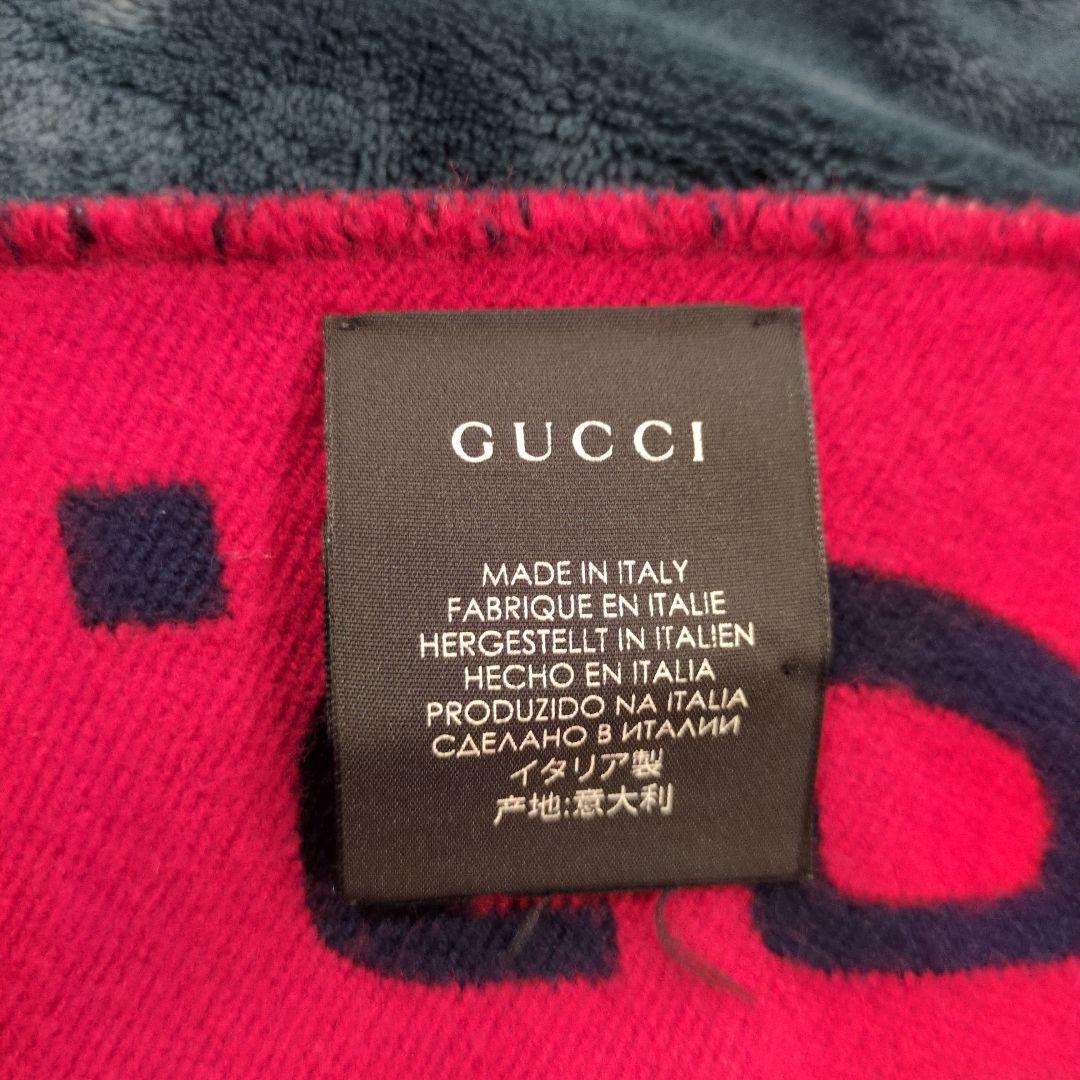 GUCCI
MADE IN ITALY
FABRIQUE EN ITALIE
HERGESTELLT IN ITALIEN
HECHO EN ITALIA
PRODUZIDO NA ITALIA
СДЕЛАНО В ИТАЛИИ
イタリア製
产地:意大利